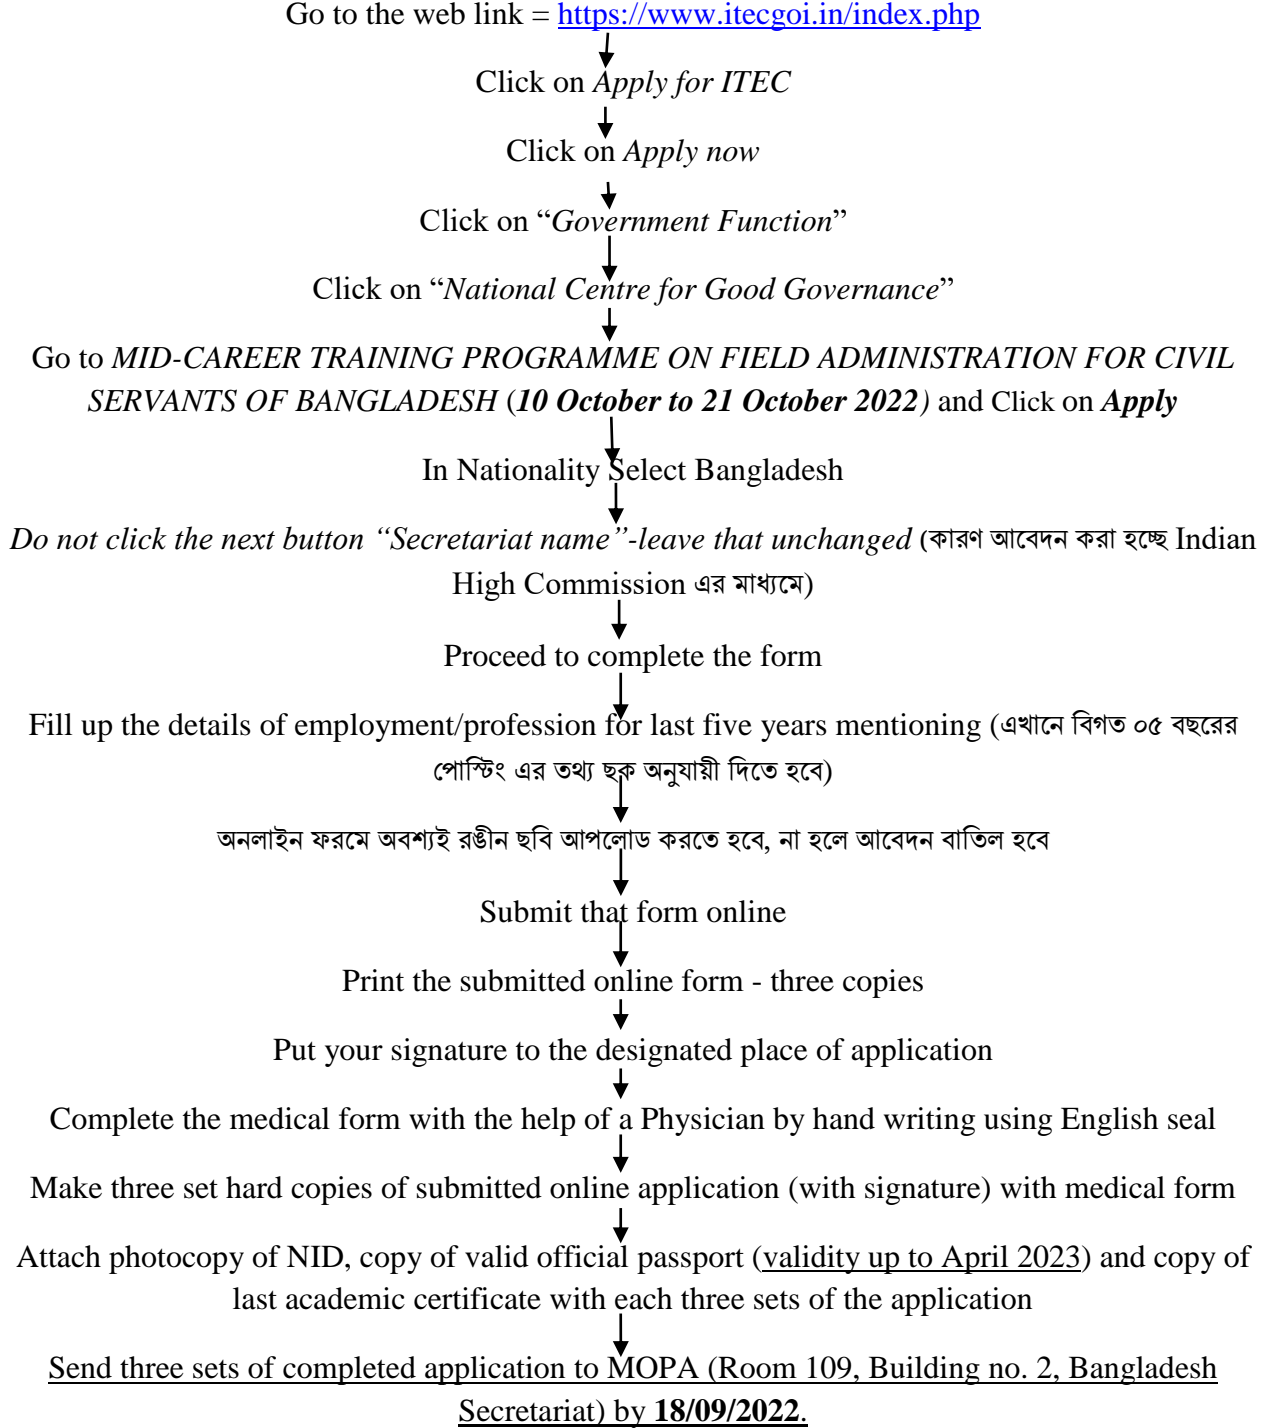 Go to the web link = https://www.itecgoi.in/index.php
Click on Apply for ITEC
Click on Apply now
Click on “Government Function”
Click on “National Centre for Good Governance”
Go to MID-CAREER TRAINING PROGRAMME ON FIELD ADMINISTRATION FOR CIVIL
SERVANTS OF BANGLADESH (10 October to 21 October 2022) and Click on Apply
In Nationality Select Bangladesh
Do not click the next button “Secretariat name”-leave that unchanged (কারণ আবেদন করা হচ্ছে Indian
High Commission এর মাধ্যমে)
Proceed to complete the form
Fill up the details of employment/profession for last five years mentioning (এখানে বিগত ০৫ বছরের
পোস্টিং এর তথ্য ছক অনুযায়ী দিতে হবে)
অনলাইন ফরমে অবশ্যই রঙীন ছবি আপলোড করতে হবে, না হলে আবেদন বাতিল হবে
Submit that form online
Print the submitted online form - three copies
Put your signature to the designated place of application
Complete the medical form with the help of a Physician by hand writing using English seal
Make three set hard copies of submitted online application (with signature) with medical form
Attach photocopy of NID, copy of valid official passport (validity up to April 2023) and copy of
last academic certificate with each three sets of the application
Send three sets of completed application to MOPA (Room 109, Building no. 2, Bangladesh
Secretariat) by 18/09/2022.